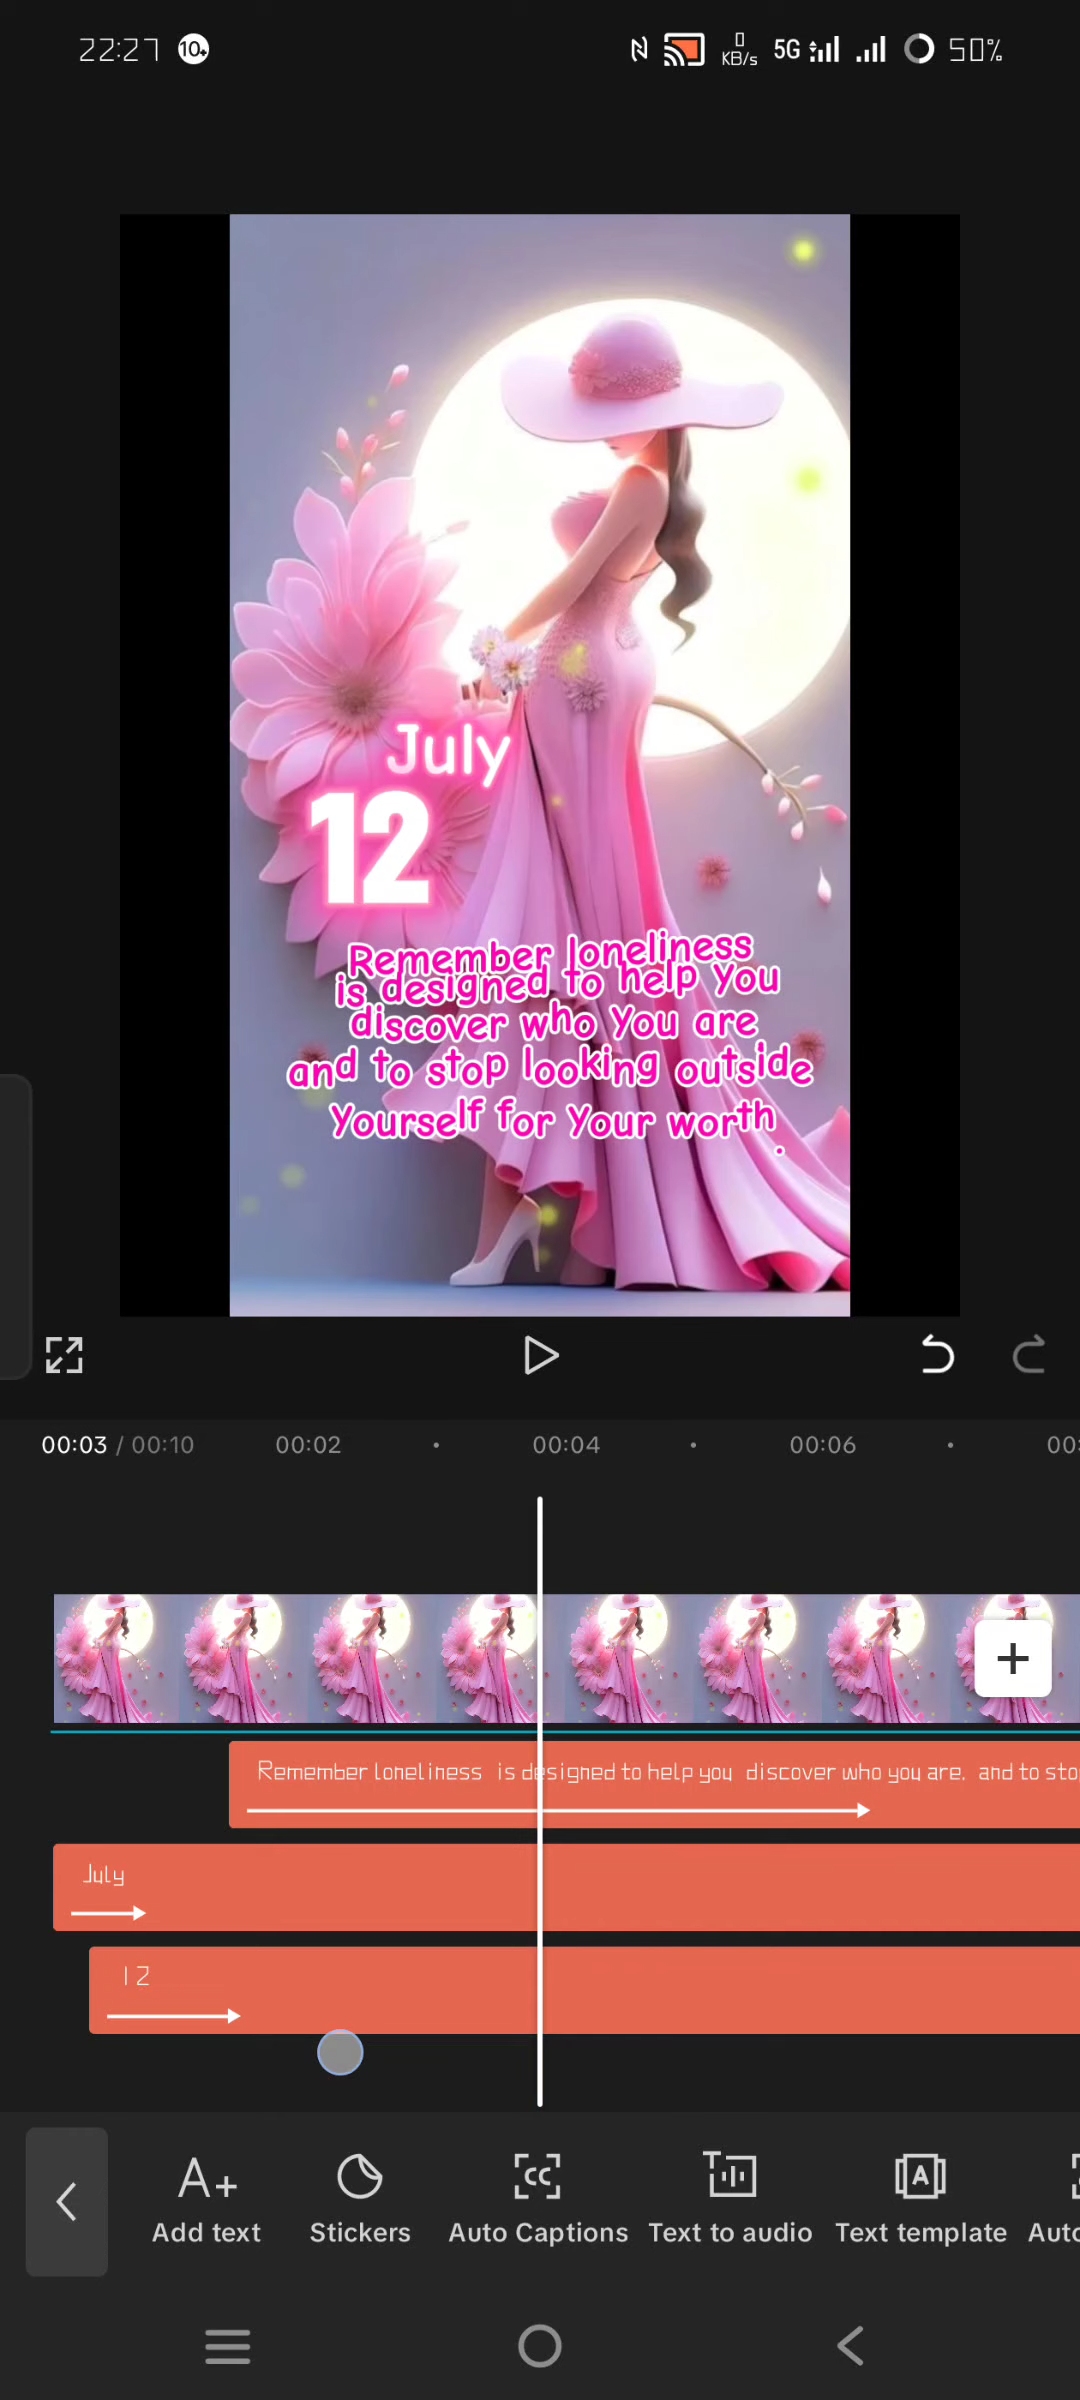 22:27 10+ 0 KB/s 5G 50%
July
12
Remember loneliness
is designed to help you
discover who you are
and to stop looking outside
yourself for your worth
.
00:03 / 00:10 00:02 00:04 00:06
Remember loneliness is designed to help you discover who you are. and to sto
July
12
Add text Stickers Auto Captions Text to audio Text template